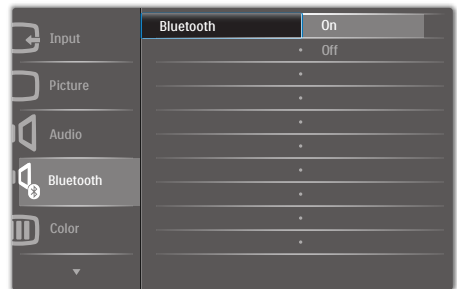 Input
Picture
Audio
Bluetooth
Color
Bluetooth On
Off